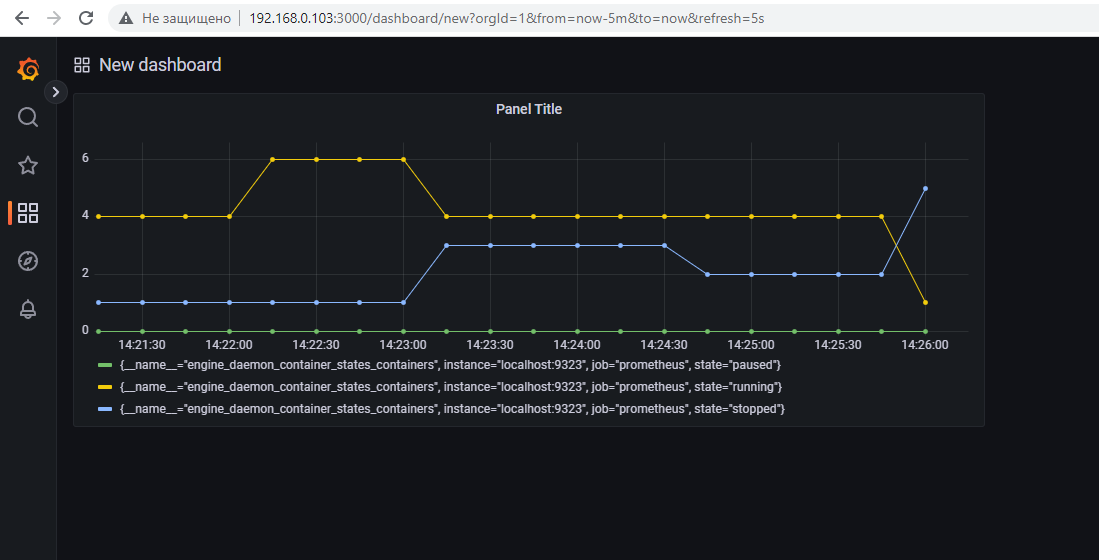 Не защищено 192.168.0.103:3000/dashboard/new?orgId=1&from=now-5m&to=now&refresh=5s
New dashboard
Panel Title
6
4
2
0
14:21:30 14:22:00 14:22:30 14:23:00 14:23:30 14:24:00 14:24:30 14:25:00 14:25:30 14:26:00
{__name__="engine_daemon_container_states_containers", instance="localhost:9323", job="prometheus", state="paused"}
{__name__="engine_daemon_container_states_containers", instance="localhost:9323", job="prometheus", state="running"}
{__name__="engine_daemon_container_states_containers", instance="localhost:9323", job="prometheus", state="stopped"}